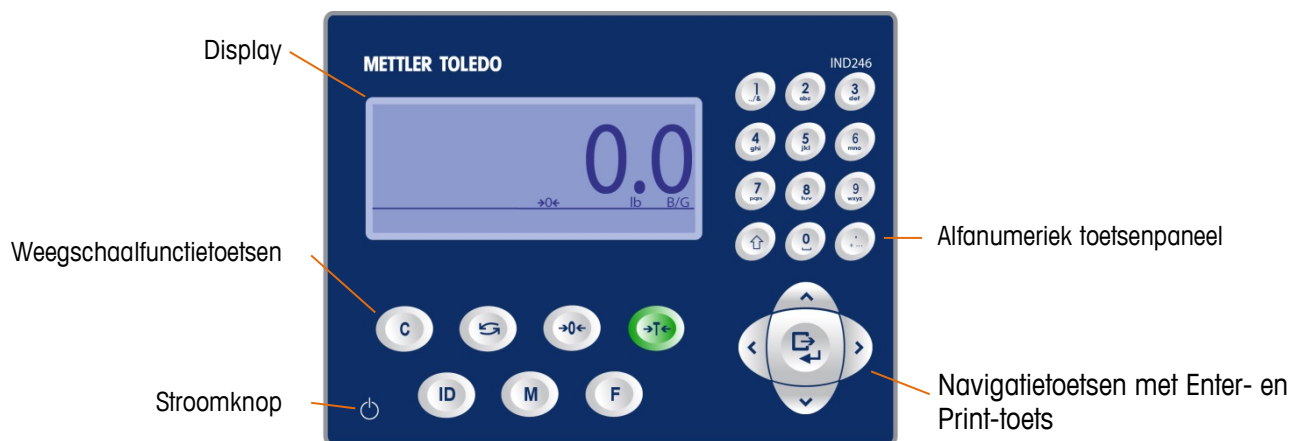 Display
METTLER TOLEDO
IND246
0.0
→0← lb B/G
1 2 3
../& abc def
4 5 6
ghi jkl mno
7 8 9
pqrs tuv wxyz
0
Weegschaalfunctietoetsen
Alfanumeriek toetsenpaneel
C →0← →T←
ID M F
Stroomknop
Navigatietoetsen met Enter- en
Print-toets